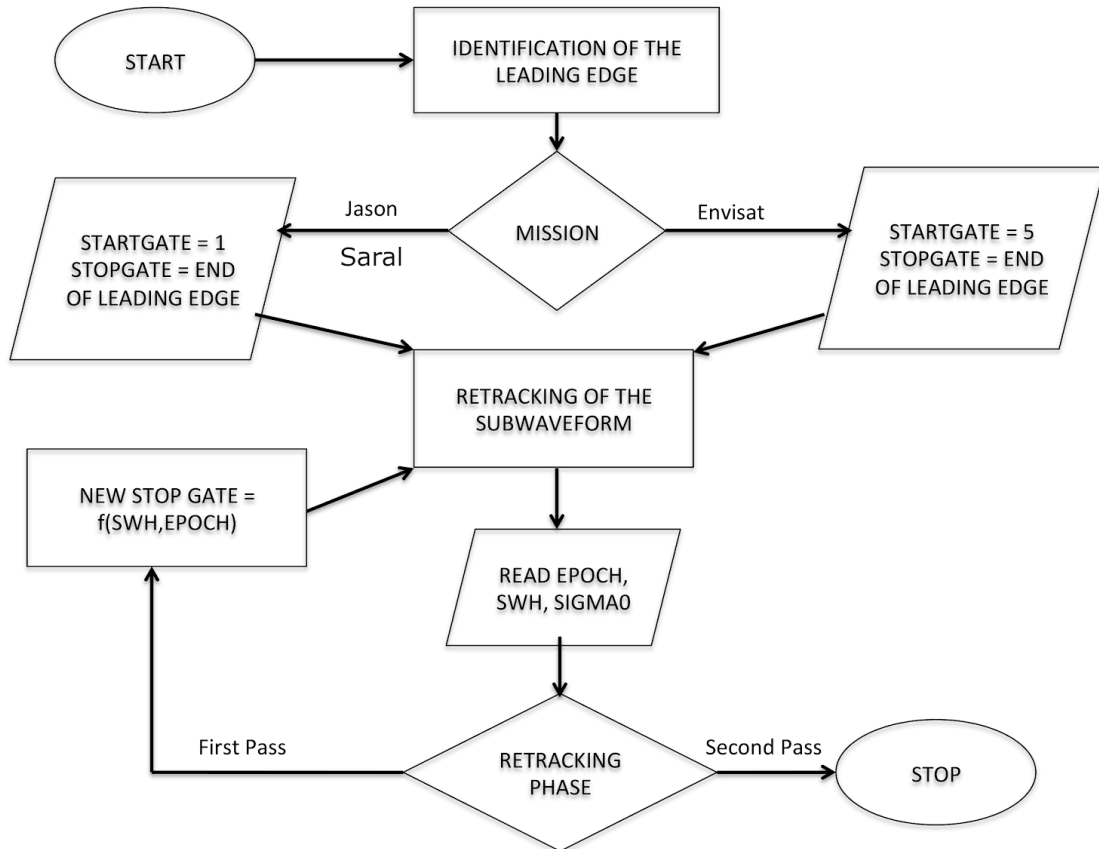 START
IDENTIFICATION OF THE
LEADING EDGE
Jason
Saral
MISSION
Envisat
STARTGATE = 1
STOPGATE = END
OF LEADING EDGE
STARTGATE = 5
STOPGATE = END
OF LEADING EDGE
RETRACKING OF THE
SUBWAVEFORM
NEW STOP GATE =
f(SWH,EPOCH)
READ EPOCH,
SWH, SIGMA0
First Pass
RETRACKING
PHASE
Second Pass
STOP